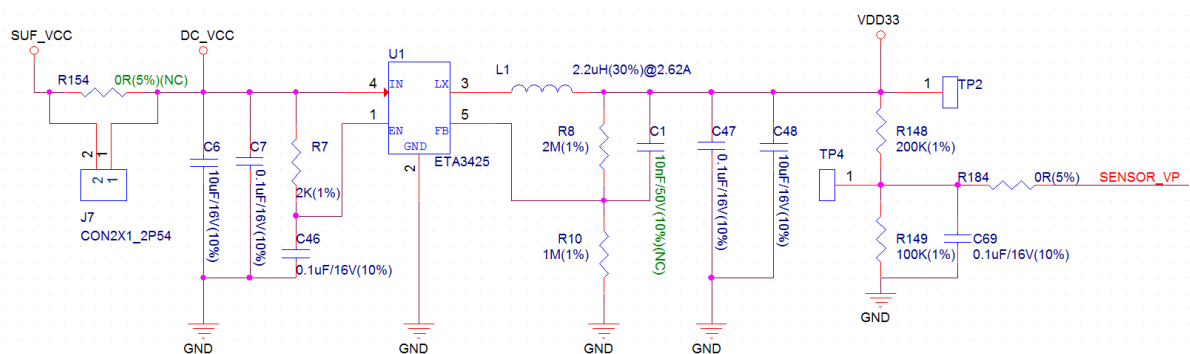 SUF_VCC
DC_VCC
VDD33
R154
0R(5%)(NC)
U1
L1
2.2uH(30%)@2.62A
4
IN
LX
3
1
EN
FB
5
GND
2
ETA3425
1
TP2
2
1
2
1
J7
CON2X1_2P54
C6
10uF/16V(10%)
C7
0.1uF/16V(10%)
R7
2K(1%)
C46
0.1uF/16V(10%)
R8
2M(1%)
C1
10nF/50V(10%)(NC)
R10
1M(1%)
C47
0.1uF/16V(10%)
C48
10uF/16V(10%)
R148
200K(1%)
TP4
1
R184
0R(5%)
SENSOR_VP
R149
100K(1%)
C69
0.1uF/16V(10%)
GND
GND
GND
GND
GND